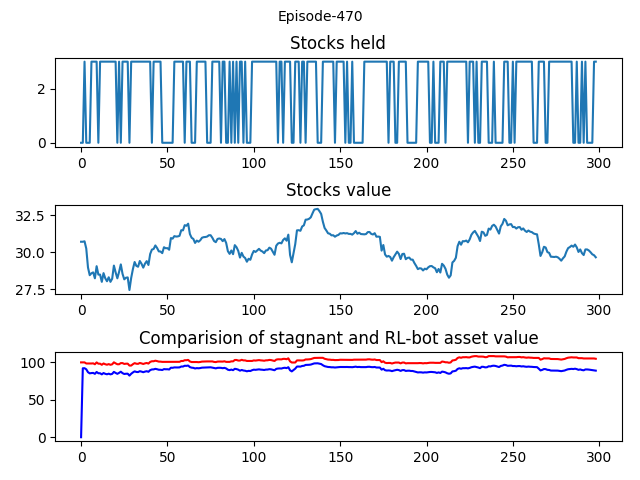 Episode-470
Stocks held
2
0
0 50 100 150 200 250 300
Stocks value
32.5
30.0
27.5
0 50 100 150 200 250 300
Comparision of stagnant and RL-bot asset value
100
50
0
0 50 100 150 200 250 300